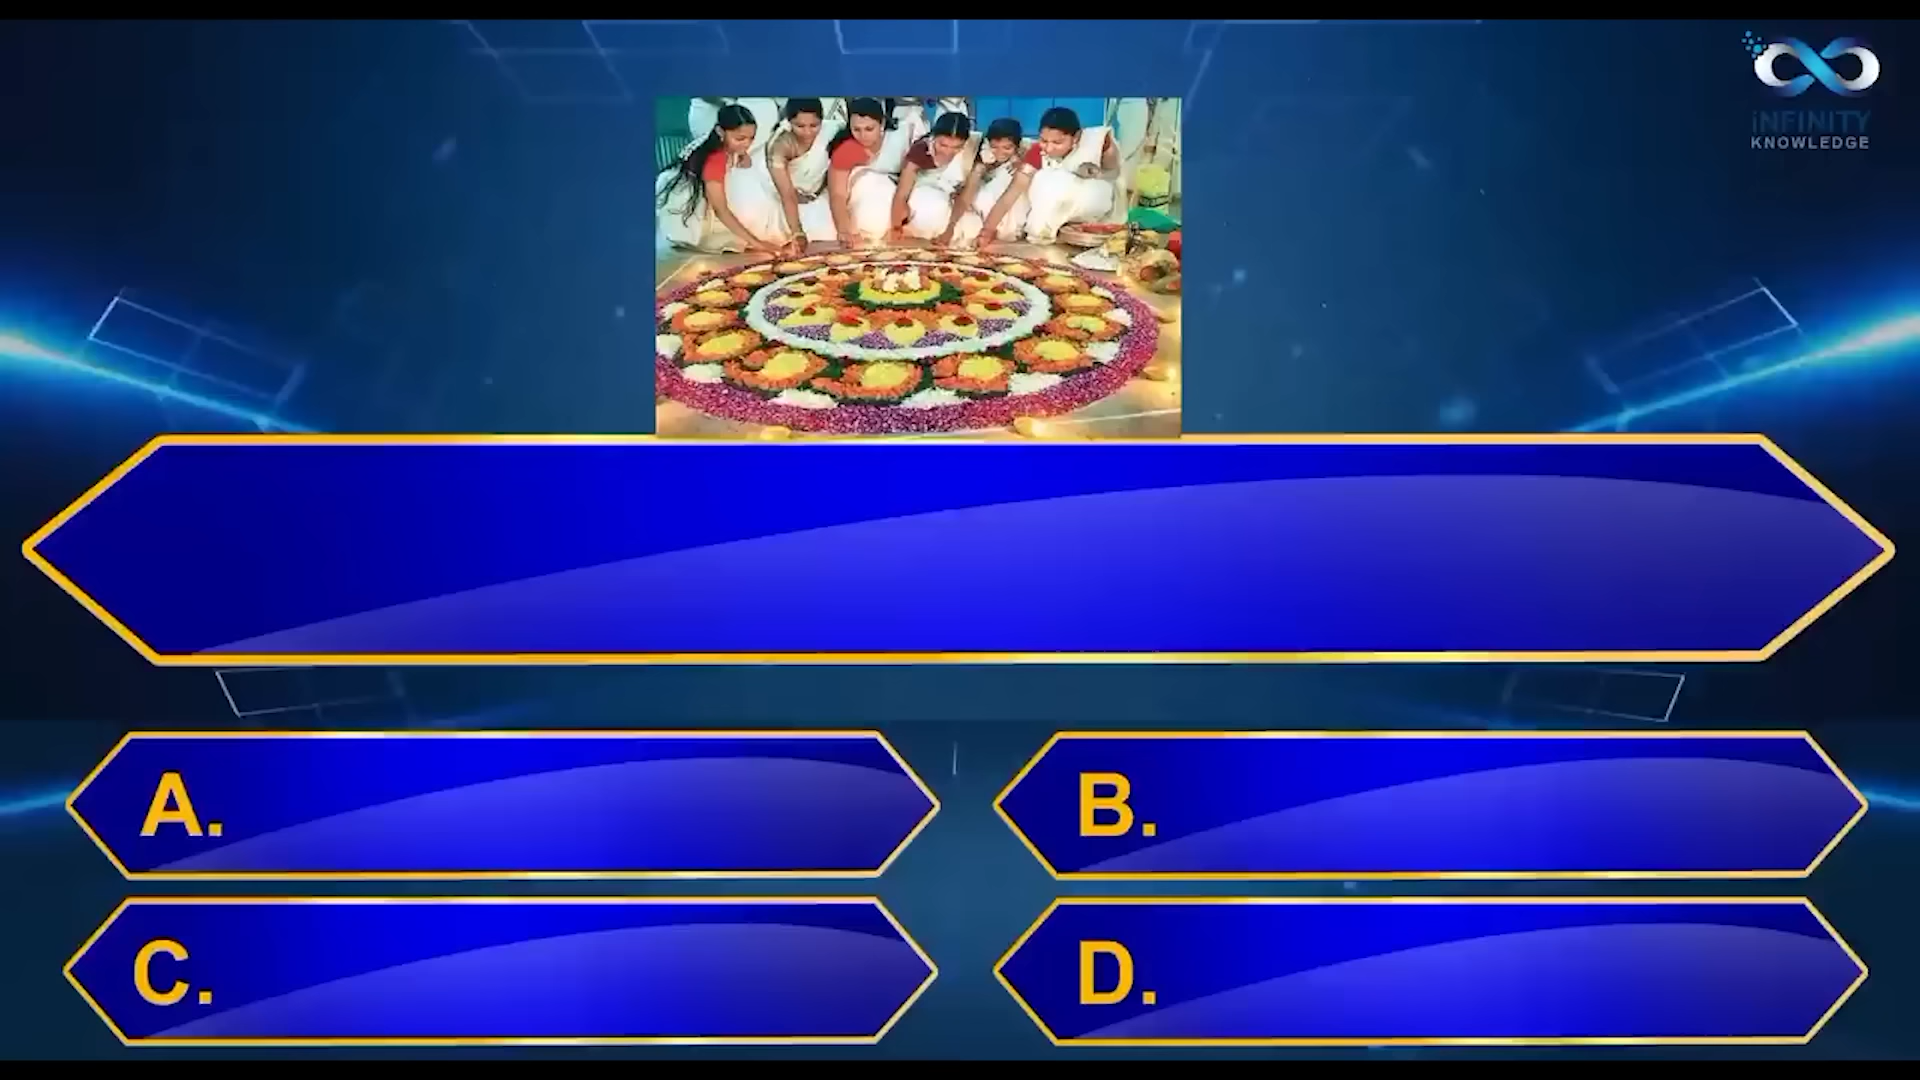 iNFINITY
KNOWLEDGE
A.
B.
C.
D.